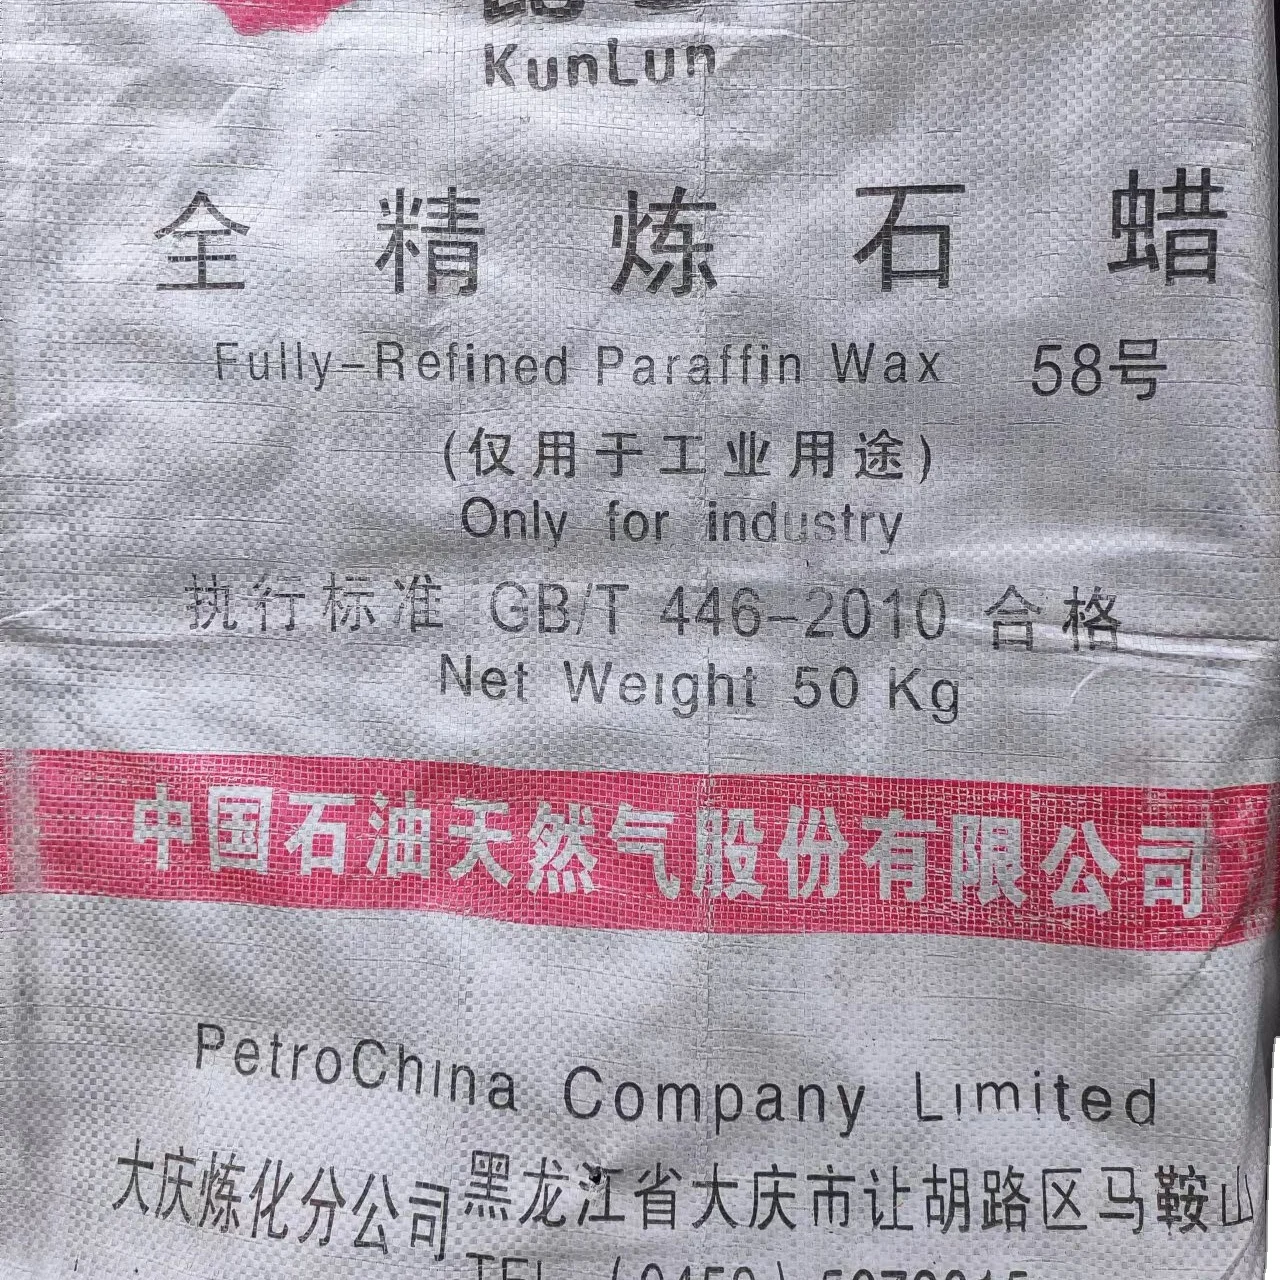 KunLun
全精炼石蜡
Fully-Refined Paraffin Wax 58号
(仅用于工业用途)
Only for industry
执行标准 GB/T 446-2010 合格
Net Weight 50 Kg
中国石油天然气股份有限公司
PetroChina Company Limited
大庆炼化分公司 黑龙江省大庆市让胡路区马鞍山
TEL